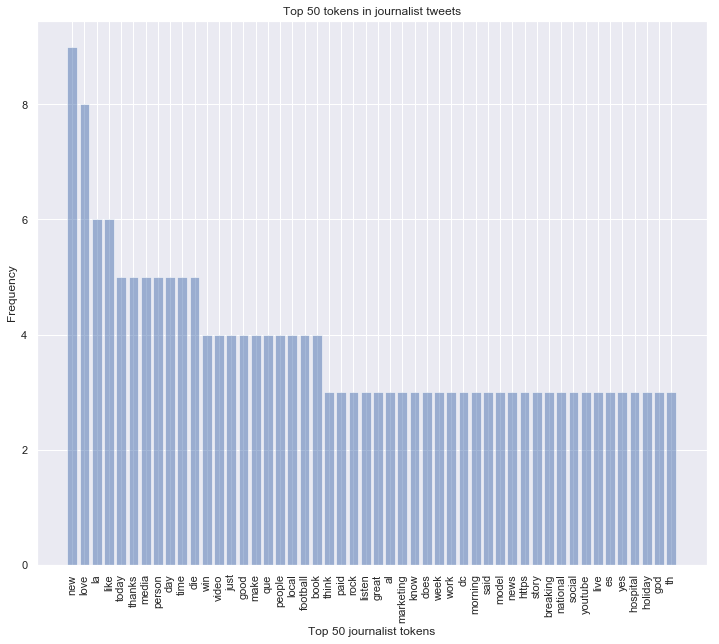 Top 50 tokens in journalist tweets
Frequency
8
6
4
2
0
new
love
la
like
today
thanks
media
person
day
time
die
win
video
just
good
make
que
people
local
football
book
think
paid
rock
listen
great
al
marketing
know
does
week
work
dc
morning
said
model
news
https
story
breaking
national
social
youtube
live
es
yes
hospital
holiday
god
th
Top 50 journalist tokens